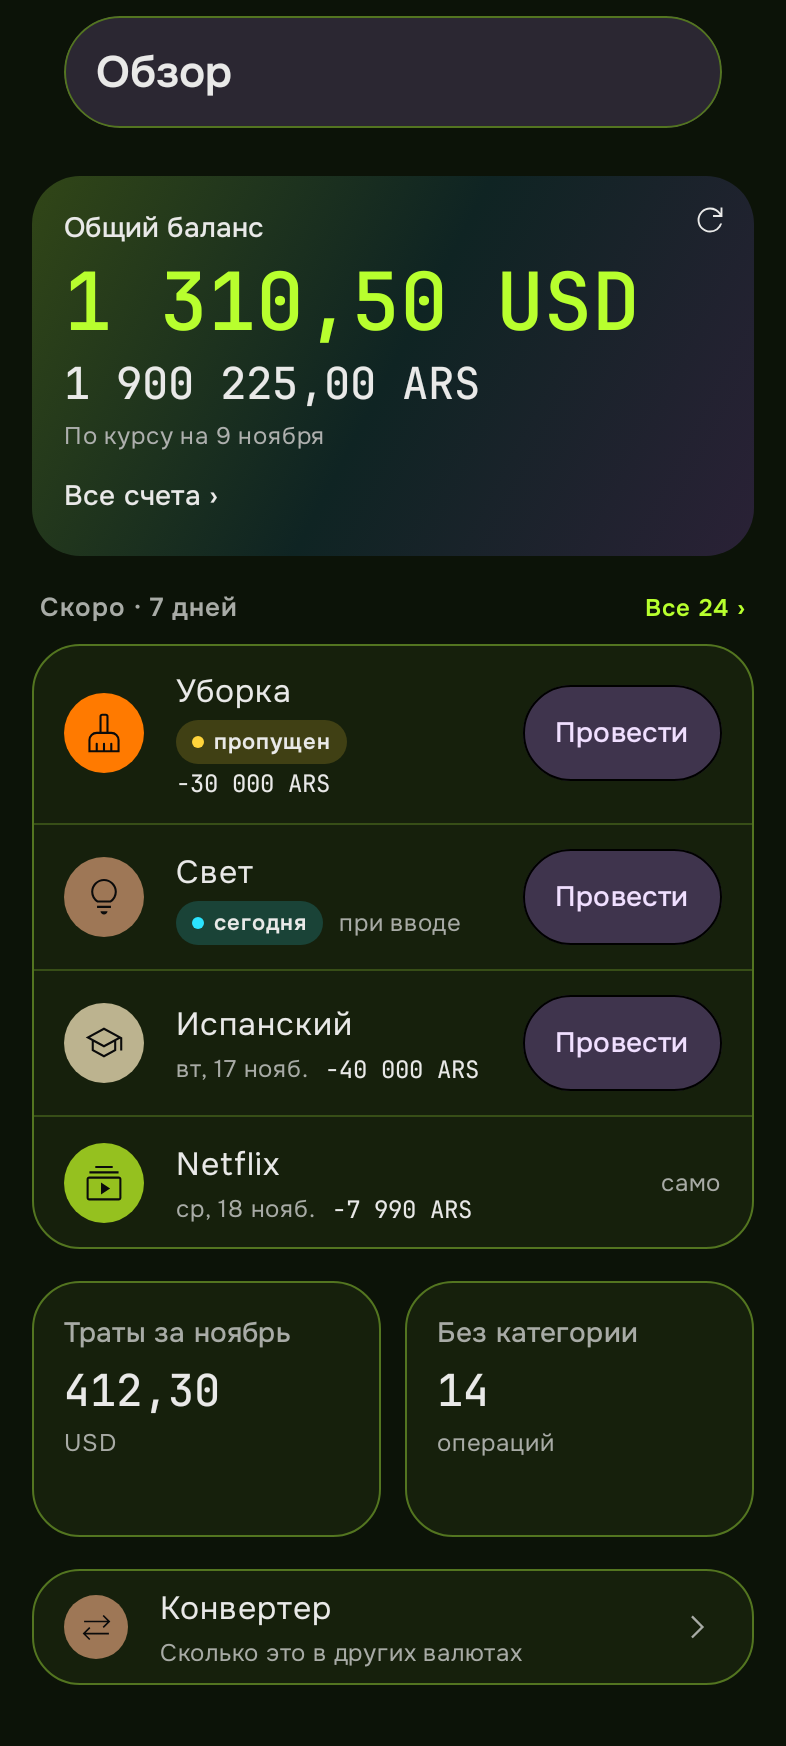 Обзор
Общий баланс
1 310,50 USD
1 900 225,00 ARS
По курсу на 9 ноября
Все счета ›
Скоро · 7 дней
Все 24 ›
Уборка
пропущен
-30 000 ARS
Провести
Свет
сегодня при вводе
Провести
Испанский
вт, 17 нояб. -40 000 ARS
Провести
Netflix
ср, 18 нояб. -7 990 ARS
само
Траты за ноябрь
412,30
USD
Без категории
14
операций
Конвертер
Сколько это в других валютах